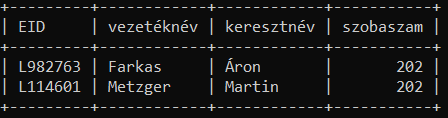 +---------+------------+------------+-----------+
| EID     | vezetéknév | keresztnév | szobaszam |
+---------+------------+------------+-----------+
| L982763 | Farkas     | Áron       |       202 |
| L114601 | Metzger    | Martin     |       202 |
+---------+------------+------------+-----------+